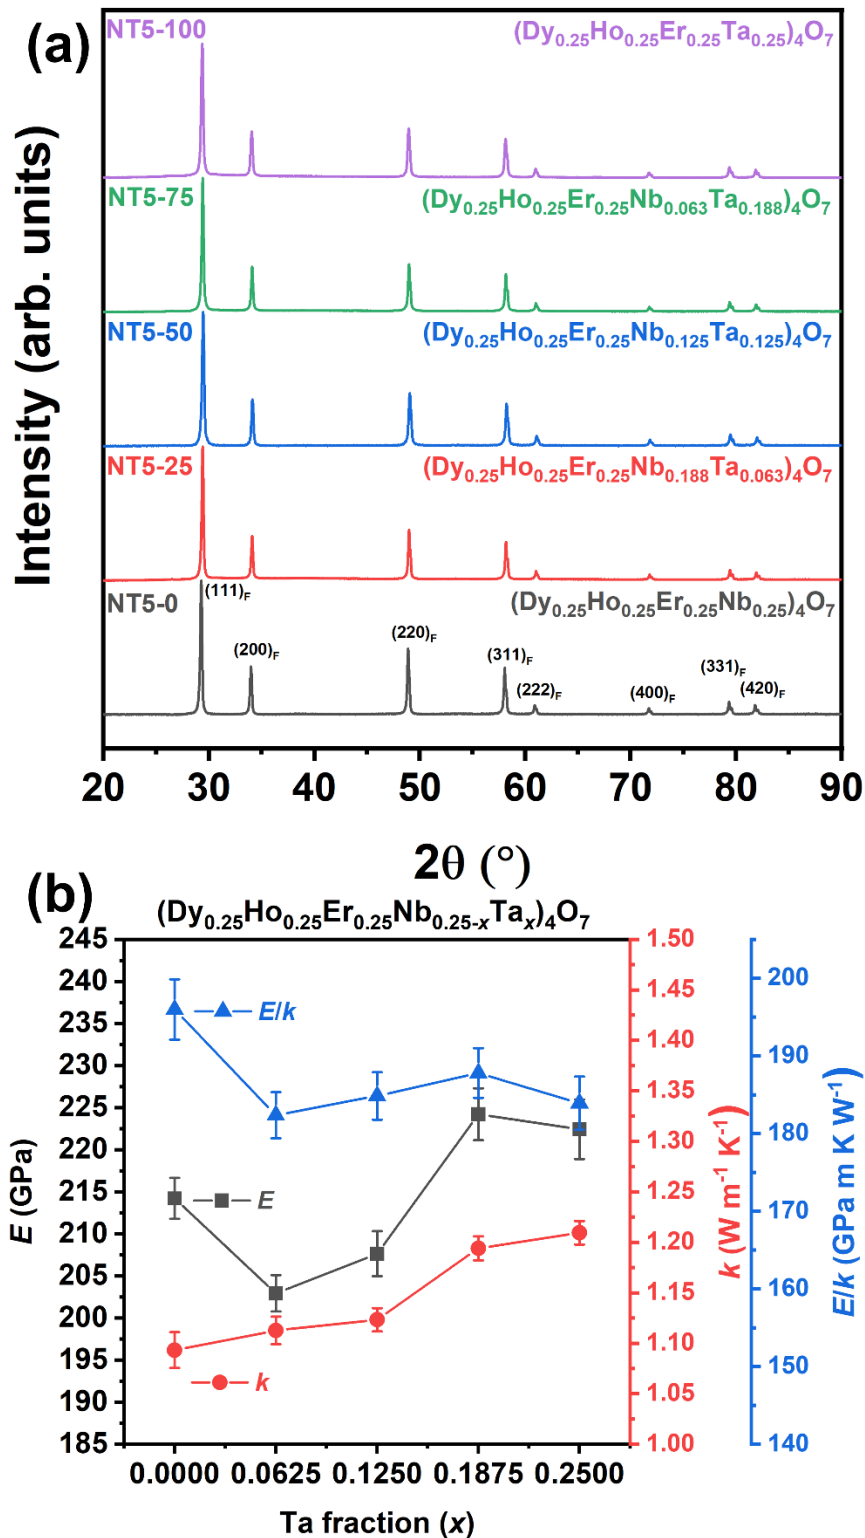 (a)
Intensity (arb. units)
NT5-100 (Dy0.25Ho0.25Er0.25Ta0.25)4O7
NT5-75 (Dy0.25Ho0.25Er0.25Nb0.063Ta0.188)4O7
NT5-50 (Dy0.25Ho0.25Er0.25Nb0.125Ta0.125)4O7
NT5-25 (Dy0.25Ho0.25Er0.25Nb0.188Ta0.063)4O7
NT5-0 (Dy0.25Ho0.25Er0.25Nb0.25)4O7
(111)F
(200)F
(220)F
(311)F
(222)F
(400)F
(331)F
(420)F
20 30 40 50 60 70 80 90
2θ (°)
(b)
(Dy0.25Ho0.25Er0.25Nb0.25-xTax)4O7
E (GPa)
245
240
235
230
225
220
215
210
205
200
195
190
185
E/k
E
k
1.50
1.45
1.40
1.35
1.30
1.25
1.20
1.15
1.10
1.05
1.00
k (W m-1 K-1)
200
190
180
170
160
150
140
E/k (GPa m K W-1)
0.0000 0.0625 0.1250 0.1875 0.2500
Ta fraction (x)